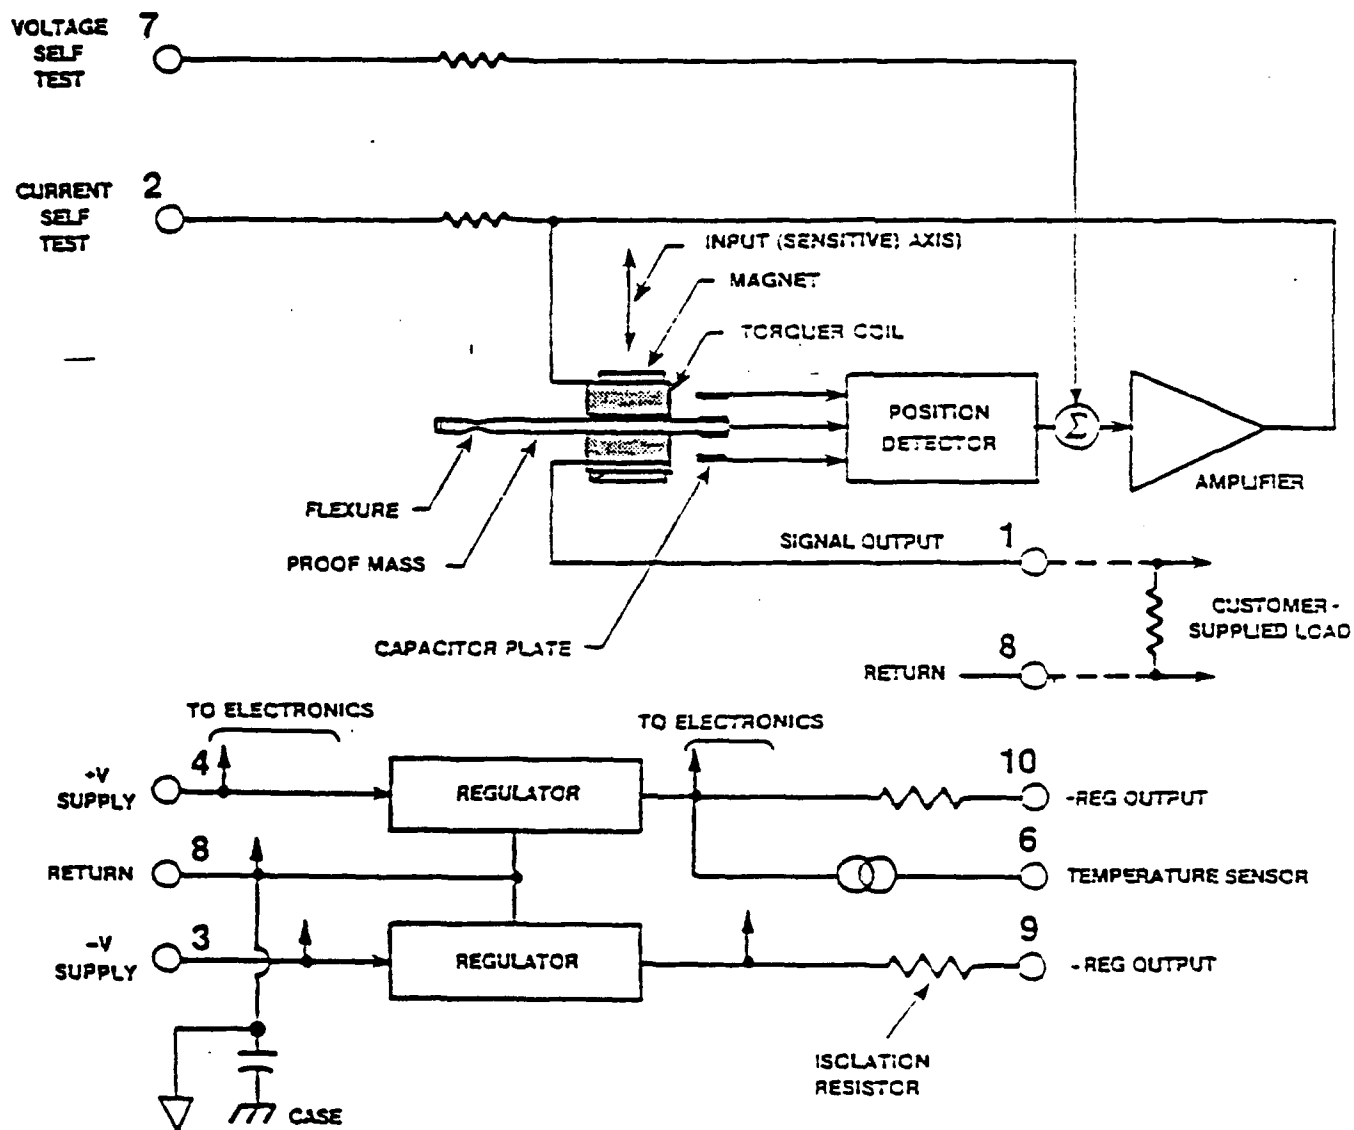 VOLTAGE
SELF
TEST
7
CURRENT
SELF
TEST
2
INPUT (SENSITIVE) AXIS)
MAGNET
TORQUER COIL
POSITION
DETECTOR
Σ
AMPLIFIER
FLEXURE
PROOF MASS
CAPACITOR PLATE
SIGNAL OUTPUT
1
CUSTOMER-
SUPPLIED LOAD
RETURN
8
TO ELECTRONICS
TO ELECTRONICS
+V
SUPPLY
4
REGULATOR
10
-REG OUTPUT
RETURN
8
6
TEMPERATURE SENSOR
-V
SUPPLY
3
REGULATOR
9
-REG OUTPUT
ISOLATION
RESISTOR
CASE